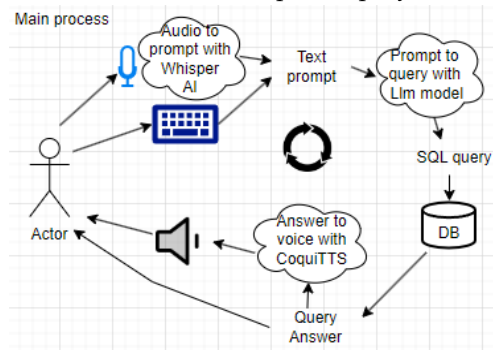 Main process
Audio to
prompt with
Whisper
AI
Text
prompt
Prompt to
query with
Llm model
SQL query
DB
Answer to
voice with
CoquiTTS
Actor
Query
Answer